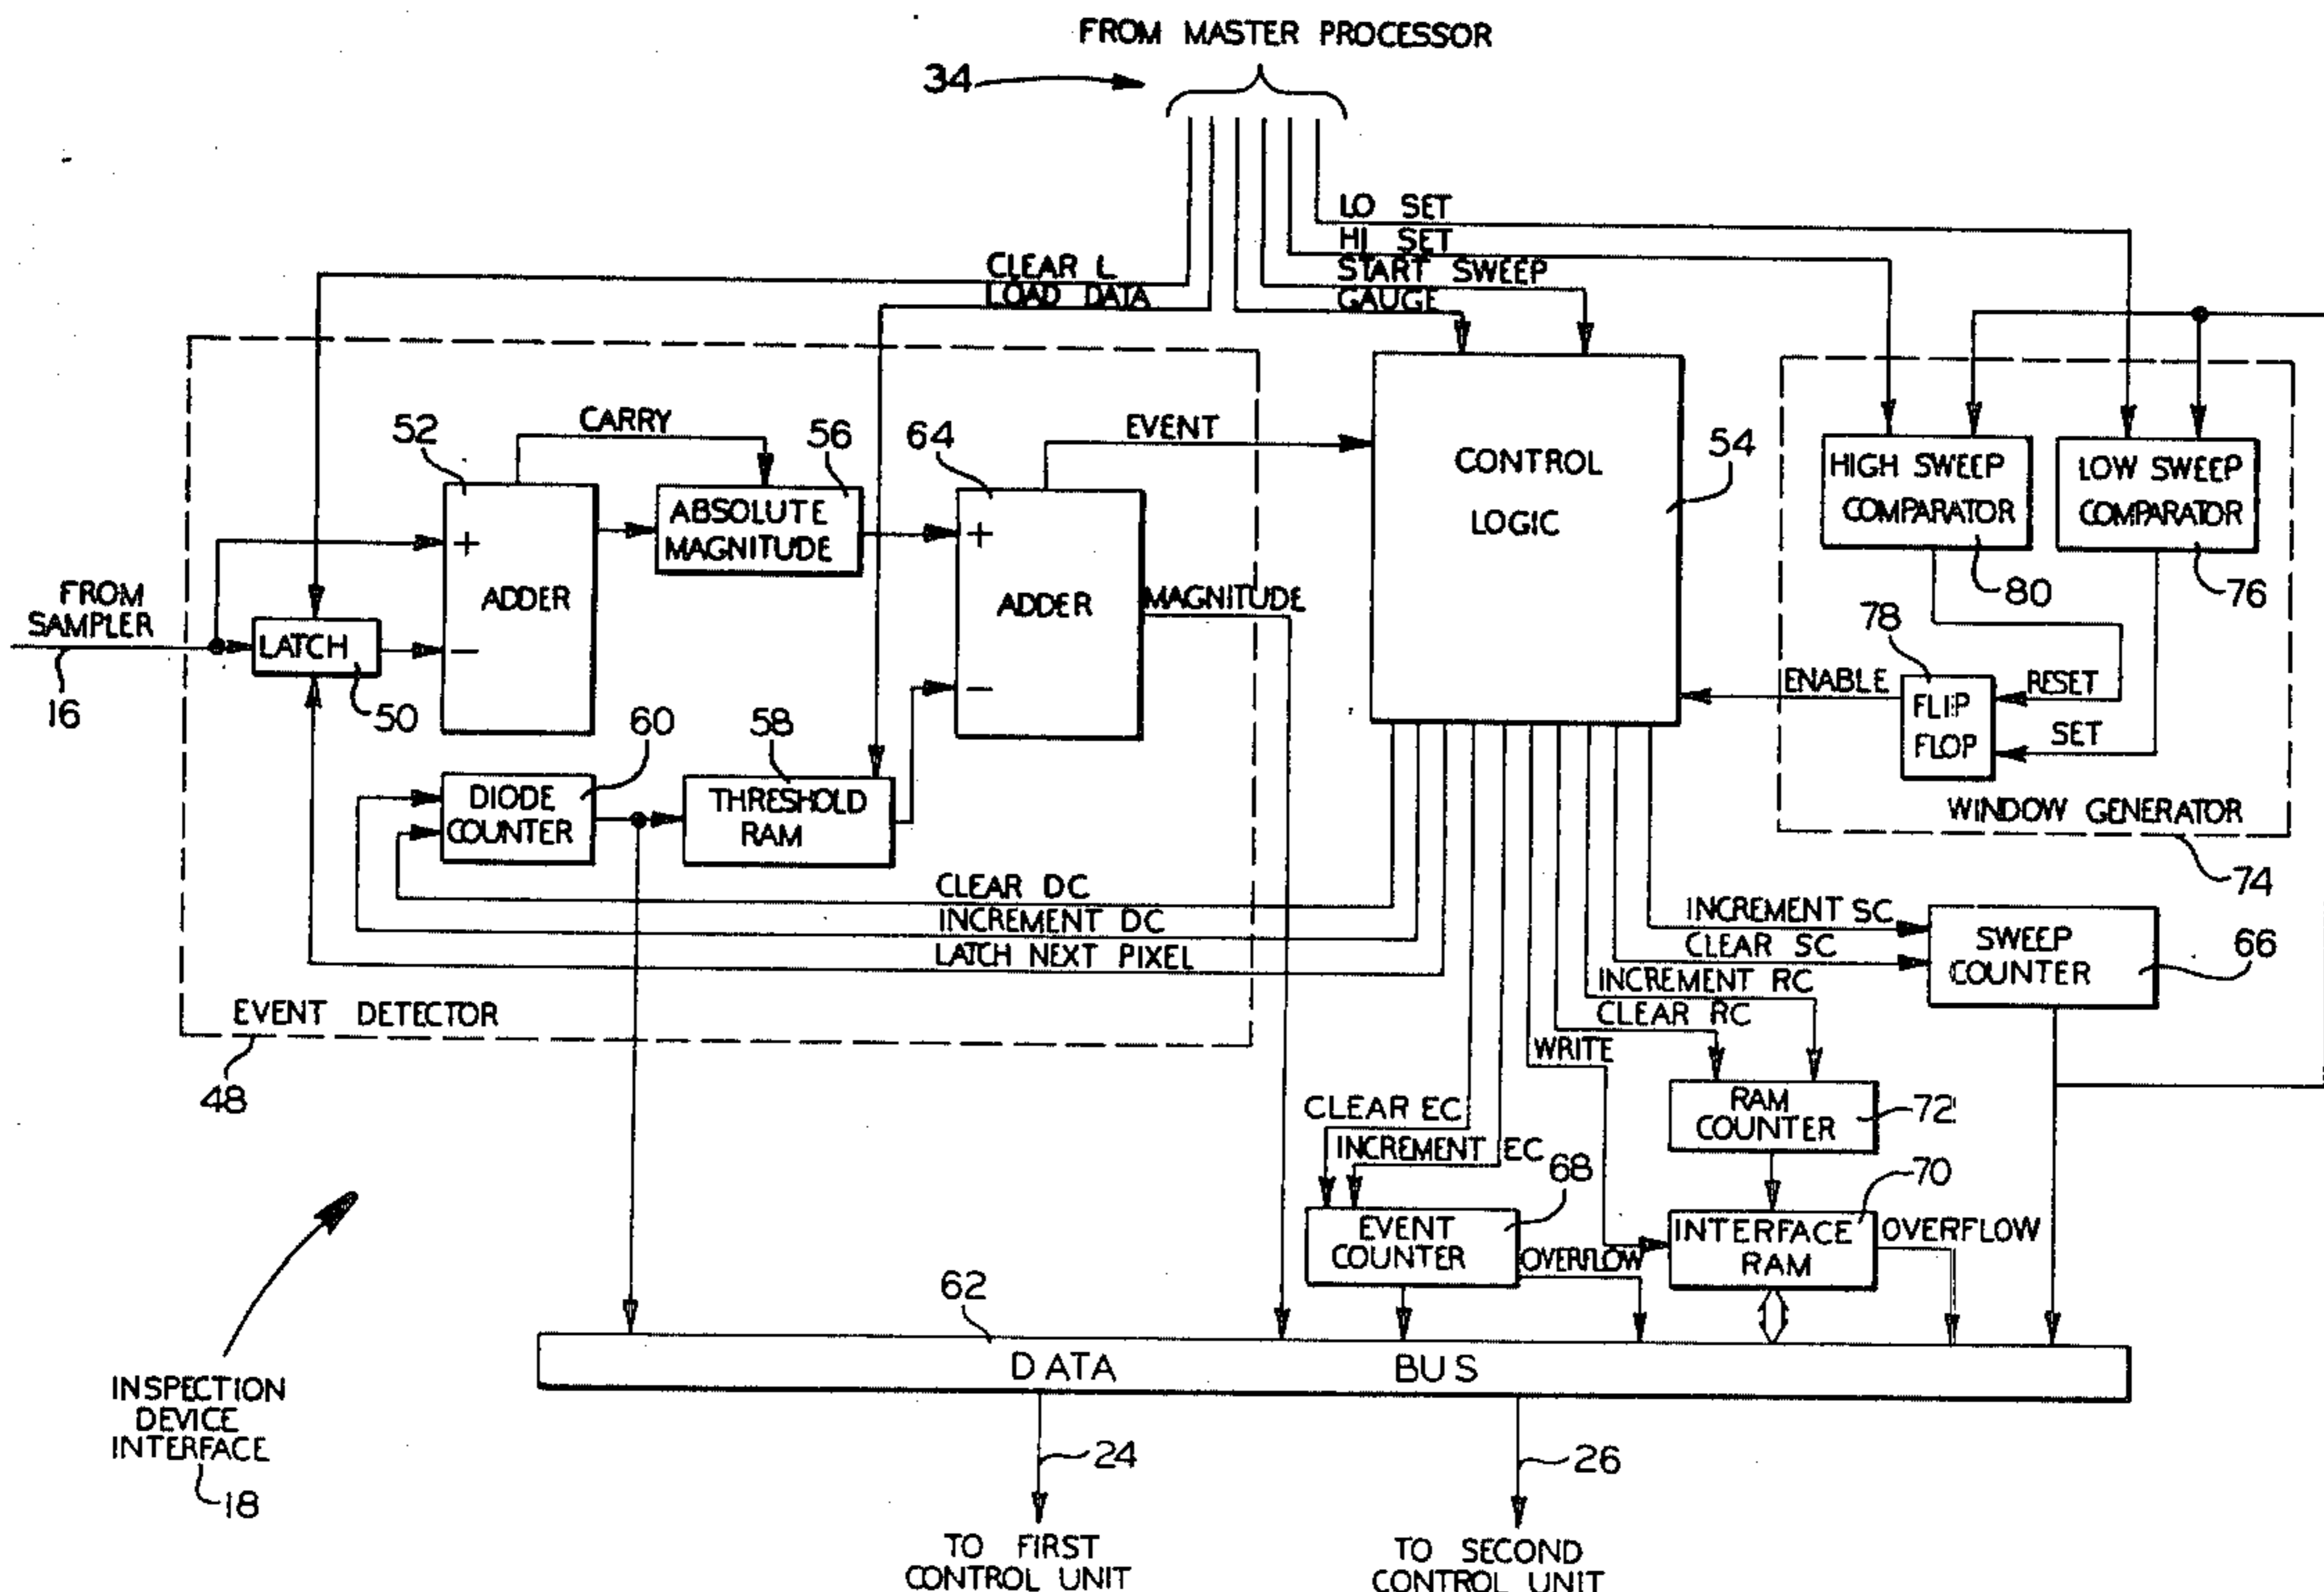 FROM MASTER PROCESSOR
34
LO SET
HI SET
START SWEEP
GAUGE
CLEAR L
LOAD DATA
52
CARRY
56
64
EVENT
54
CONTROL
LOGIC
HIGH SWEEP
COMPARATOR
LOW SWEEP
COMPARATOR
80
76
+
ADDER
−
ABSOLUTE
MAGNITUDE
+
ADDER
−
MAGNITUDE
FROM
SAMPLER
16
LATCH
50
78
ENABLE
FLIP
FLOP
RESET
SET
WINDOW GENERATOR
74
60
58
DIODE
COUNTER
THRESHOLD
RAM
CLEAR DC
INCREMENT DC
LATCH NEXT PIXEL
EVENT DETECTOR
48
INCREMENT SC
CLEAR SC
SWEEP
COUNTER
66
INCREMENT RC
CLEAR RC
WRITE
RAM
COUNTER
72
CLEAR EC
INCREMENT EC
68
70
EVENT
COUNTER
OVERFLOW
INTERFACE
RAM
OVERFLOW
62
DATA BUS
INSPECTION
DEVICE
INTERFACE
18
24
26
TO FIRST
CONTROL UNIT
TO SECOND
CONTROL UNIT